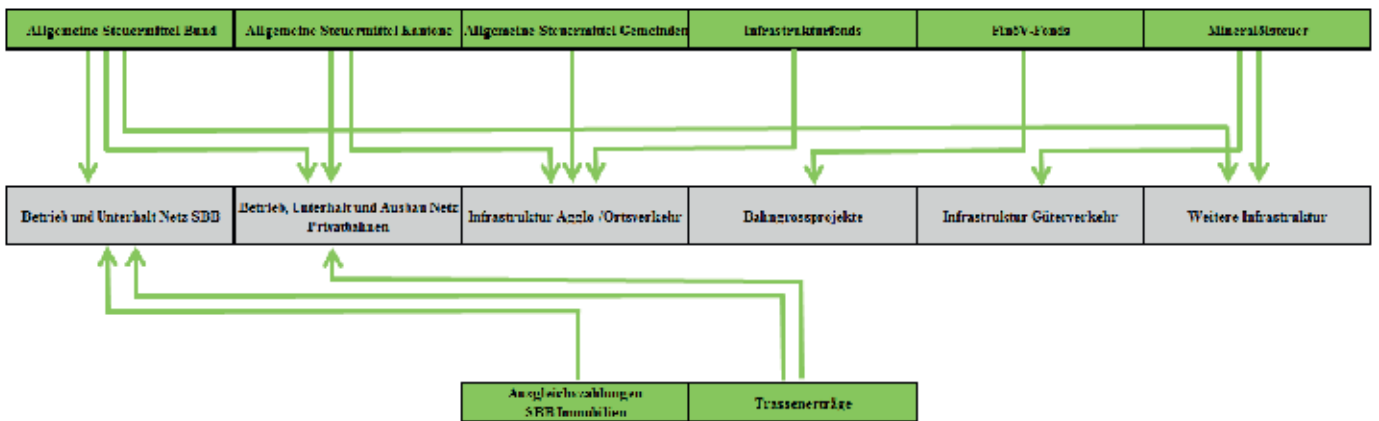 Allgemeine Steuermittel Bund
Allgemeine Steuermittel Kantone
Allgemeine Steuermittel Gemeinden
Infrastrukturfonds
FinöV-Fonds
Mineralölsteuer
Betrieb und Unterhalt Netz SBB
Betrieb, Unterhalt und Ausbau Netz
Privatbahnen
Infrastruktur Agglo-/Ortsverkehr
Bahngrossprojekte
Infrastruktur Güterverkehr
Weitere Infrastruktur
Ausgleichszahlungen
SBB Immobilien
Trassenerträge